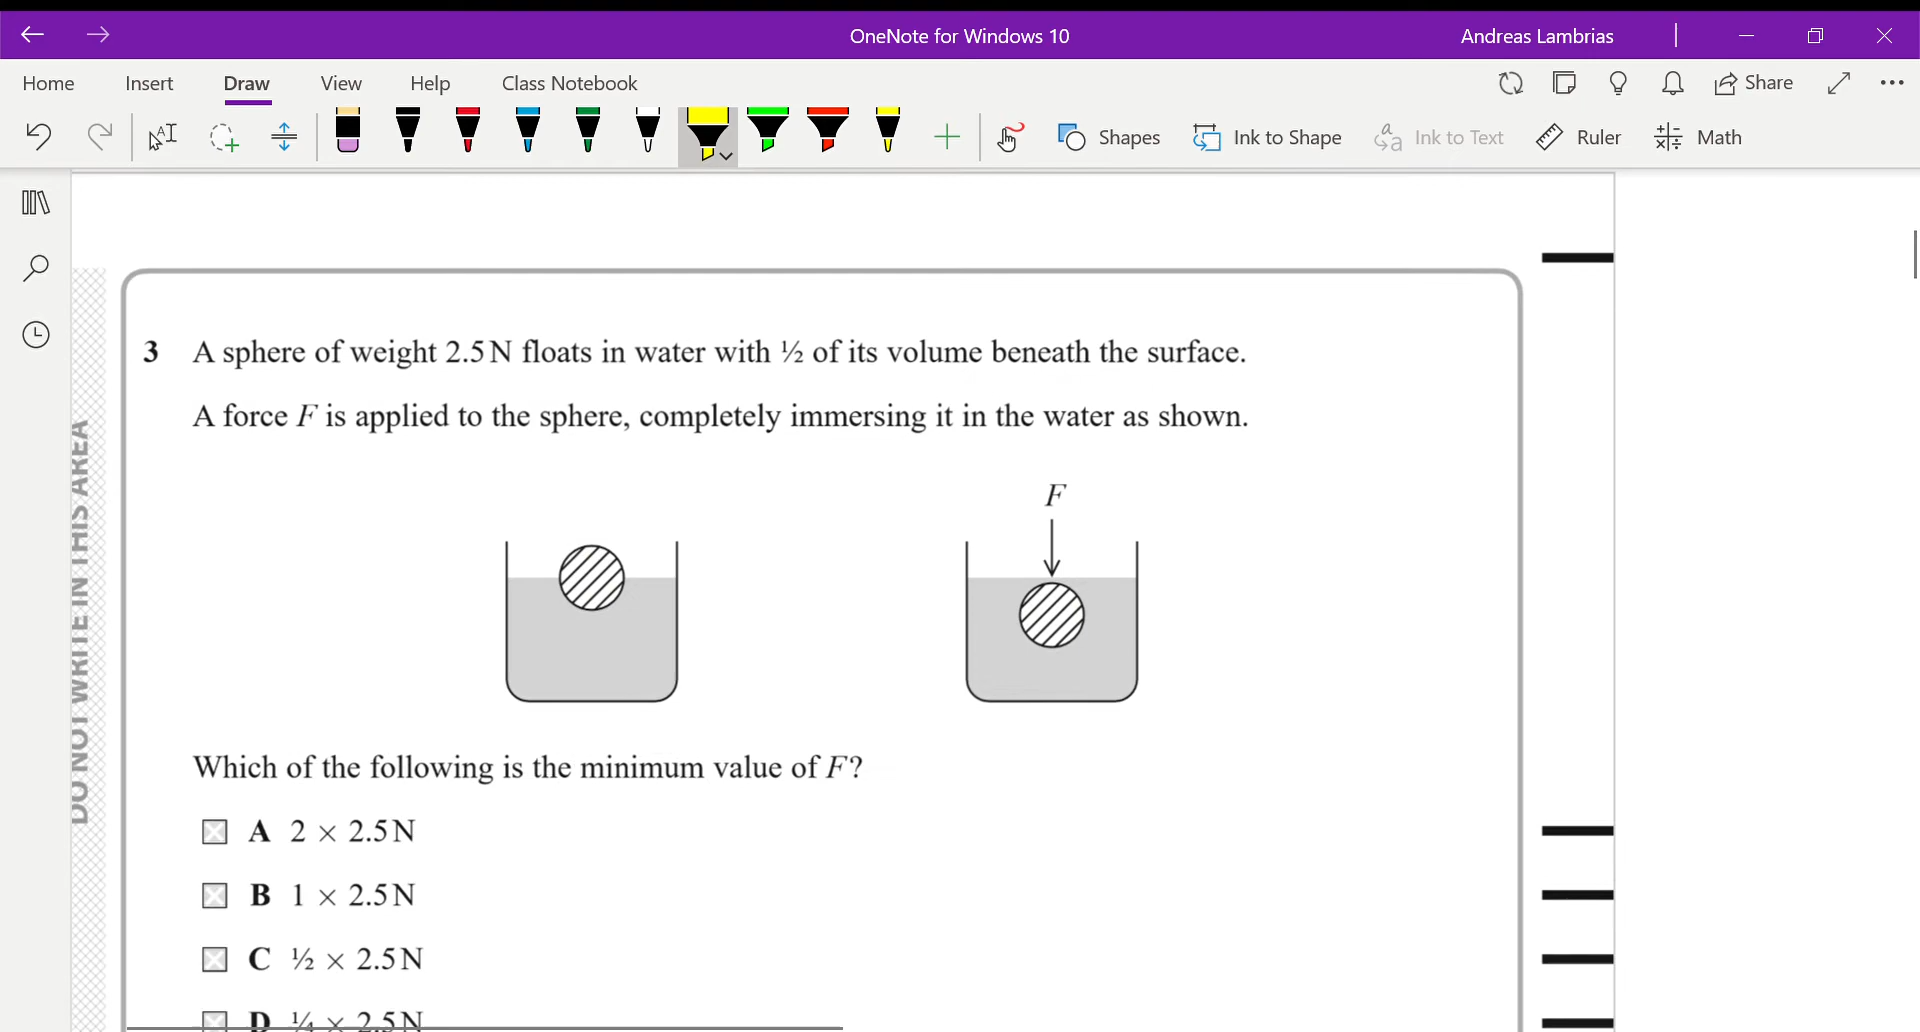 OneNote for Windows 10
Andreas Lambrias
Home Insert Draw View Help Class Notebook
Share
Shapes Ink to Shape Ink to Text Ruler Math
DO NOT WRITE IN THIS AREA
3 A sphere of weight 2.5 N floats in water with ½ of its volume beneath the surface.
A force F is applied to the sphere, completely immersing it in the water as shown.
F
Which of the following is the minimum value of F?
A 2 × 2.5 N
B 1 × 2.5 N
C ½ × 2.5 N
D ¼ × 2.5 N